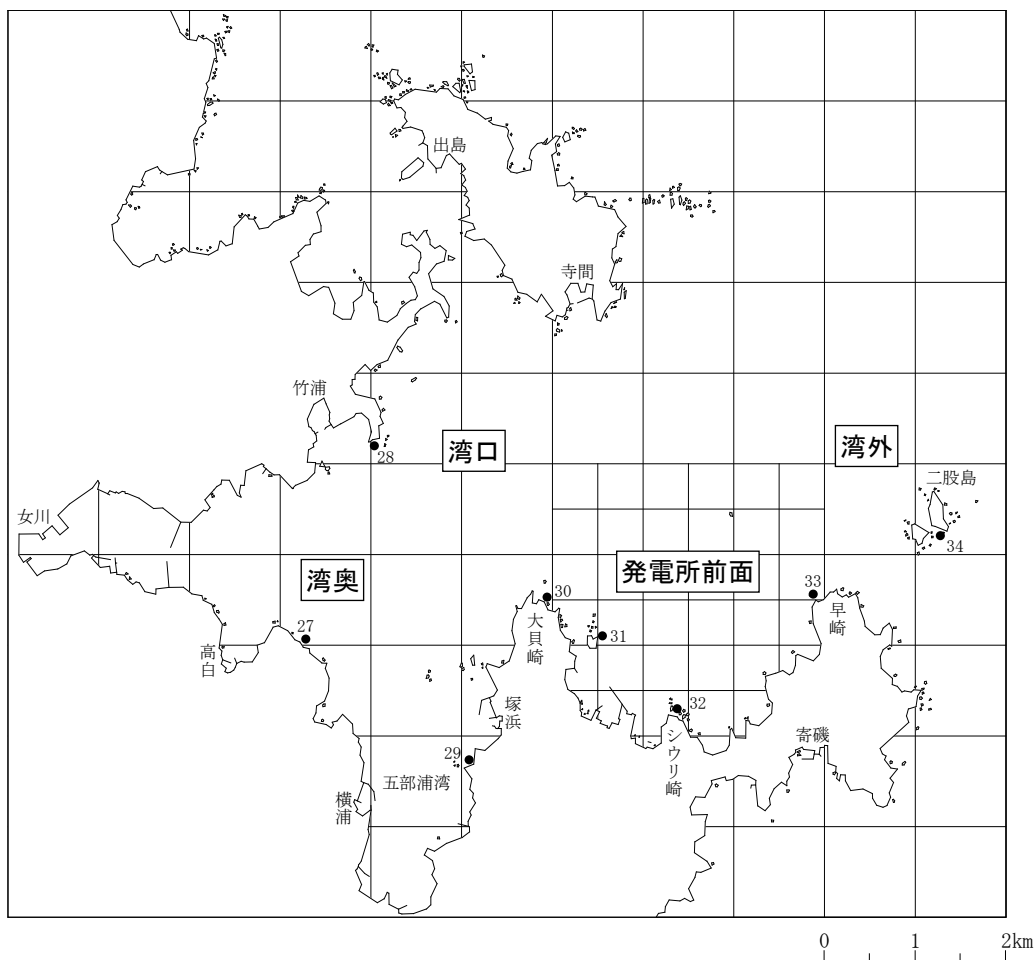 出島
寺間
竹浦
28
湾口
湾外
二股島
34
女川
湾奥
発電所前面
27
高白
30
大貝崎
31
33
早崎
32
シウリ崎
塚浜
29
五部浦湾
横浦
寄磯
0 1 2km